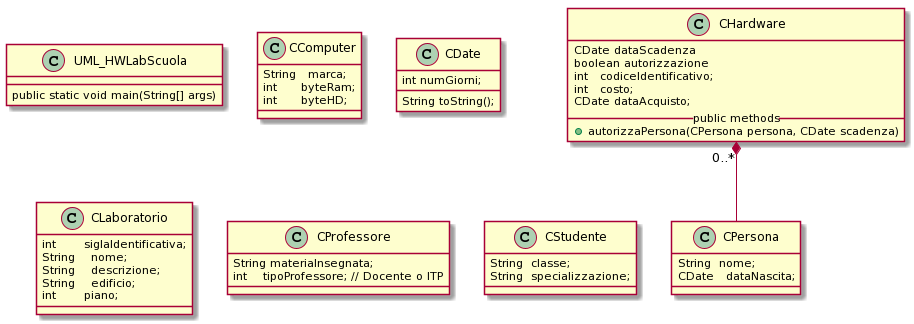 C UML_HWLabScuola
public static void main(String[] args)
C CComputer
String marca;
int byteRam;
int byteHD;
C CDate
int numGiorni;
String toString();
C CHardware
CDate dataScadenza
boolean autorizzazione
int codiceIdentificativo;
int costo;
CDate dataAcquisto;
public methods
autorizzaPersona(CPersona persona, CDate scadenza)
0..*
C CLaboratorio
int siglaIdentificativa;
String nome;
String descrizione;
String edificio;
int piano;
C CProfessore
String materiaInsegnata;
int tipoProfessore; // Docente o ITP
C CStudente
String classe;
String specializzazione;
C CPersona
String nome;
CDate dataNascita;